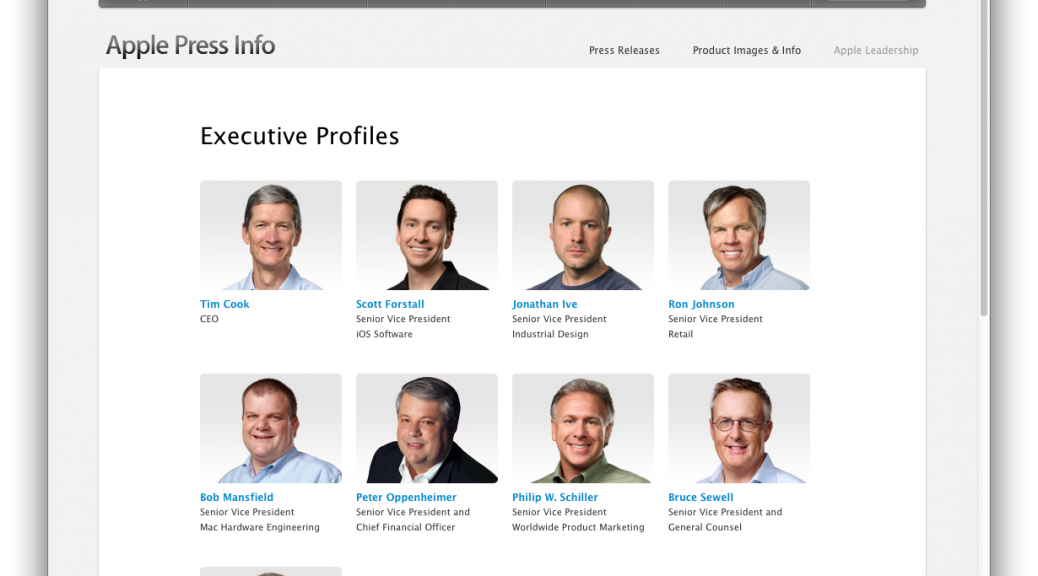 Apple Press Info
Press Releases
Product Images & Info
Apple Leadership
Executive Profiles
Tim Cook
CEO
Scott Forstall
Senior Vice President
iOS Software
Jonathan Ive
Senior Vice President
Industrial Design
Ron Johnson
Senior Vice President
Retail
Bob Mansfield
Senior Vice President
Mac Hardware Engineering
Peter Oppenheimer
Senior Vice President and
Chief Financial Officer
Philip W. Schiller
Senior Vice President
Worldwide Product Marketing
Bruce Sewell
Senior Vice President and
General Counsel